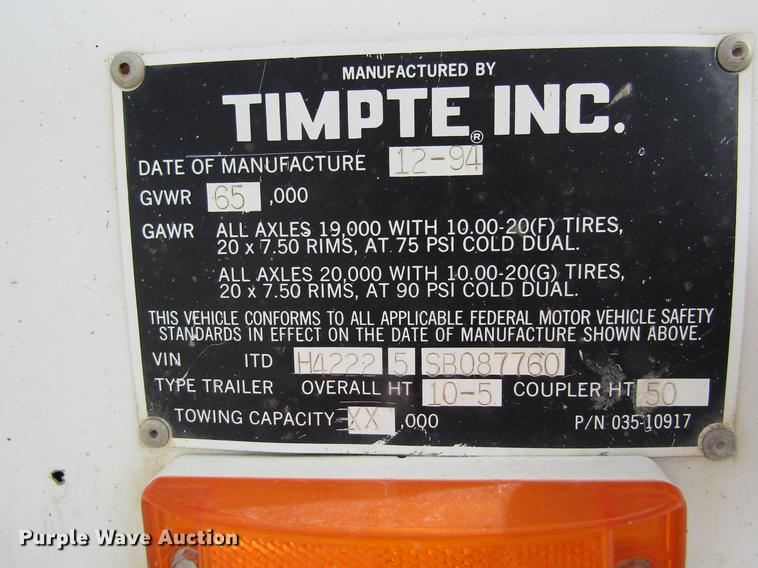 MANUFACTURED BY
TIMPTE® INC.
DATE OF MANUFACTURE 12-94
GVWR 65 ,000
GAWR ALL AXLES 19,000 WITH 10.00-20(F) TIRES,
20 x 7.50 RIMS, AT 75 PSI COLD DUAL.
ALL AXLES 20,000 WITH 10.00-20(G) TIRES,
20 x 7.50 RIMS, AT 90 PSI COLD DUAL.
THIS VEHICLE CONFORMS TO ALL APPLICABLE FEDERAL MOTOR VEHICLE SAFETY
STANDARDS IN EFFECT ON THE DATE OF MANUFACTURE SHOWN ABOVE.
VIN ITD H4222 5 SB087760
TYPE TRAILER OVERALL HT 10-5 COUPLER HT 50
TOWING CAPACITY XX ,000 P/N 035-10917
Purple Wave Auction